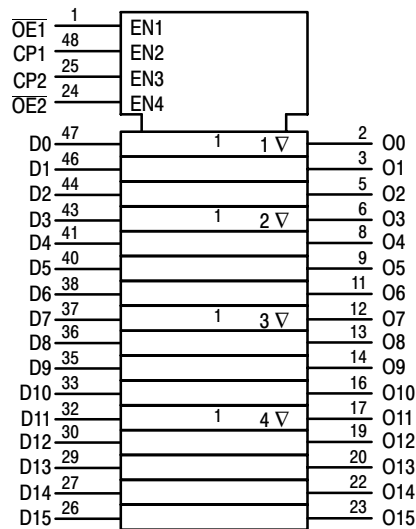 O̅E̅1̅ 1 EN1
CP1 48 EN2
CP2 25 EN3
O̅E̅2̅ 24 EN4
D0 47 1 1 ∇ 2 O0
D1 46 3 O1
D2 44 5 O2
D3 43 1 2 ∇ 6 O3
D4 41 8 O4
D5 40 9 O5
D6 38 11 O6
D7 37 1 3 ∇ 12 O7
D8 36 13 O8
D9 35 14 O9
D10 33 16 O10
D11 32 1 4 ∇ 17 O11
D12 30 19 O12
D13 29 20 O13
D14 27 22 O14
D15 26 23 O15